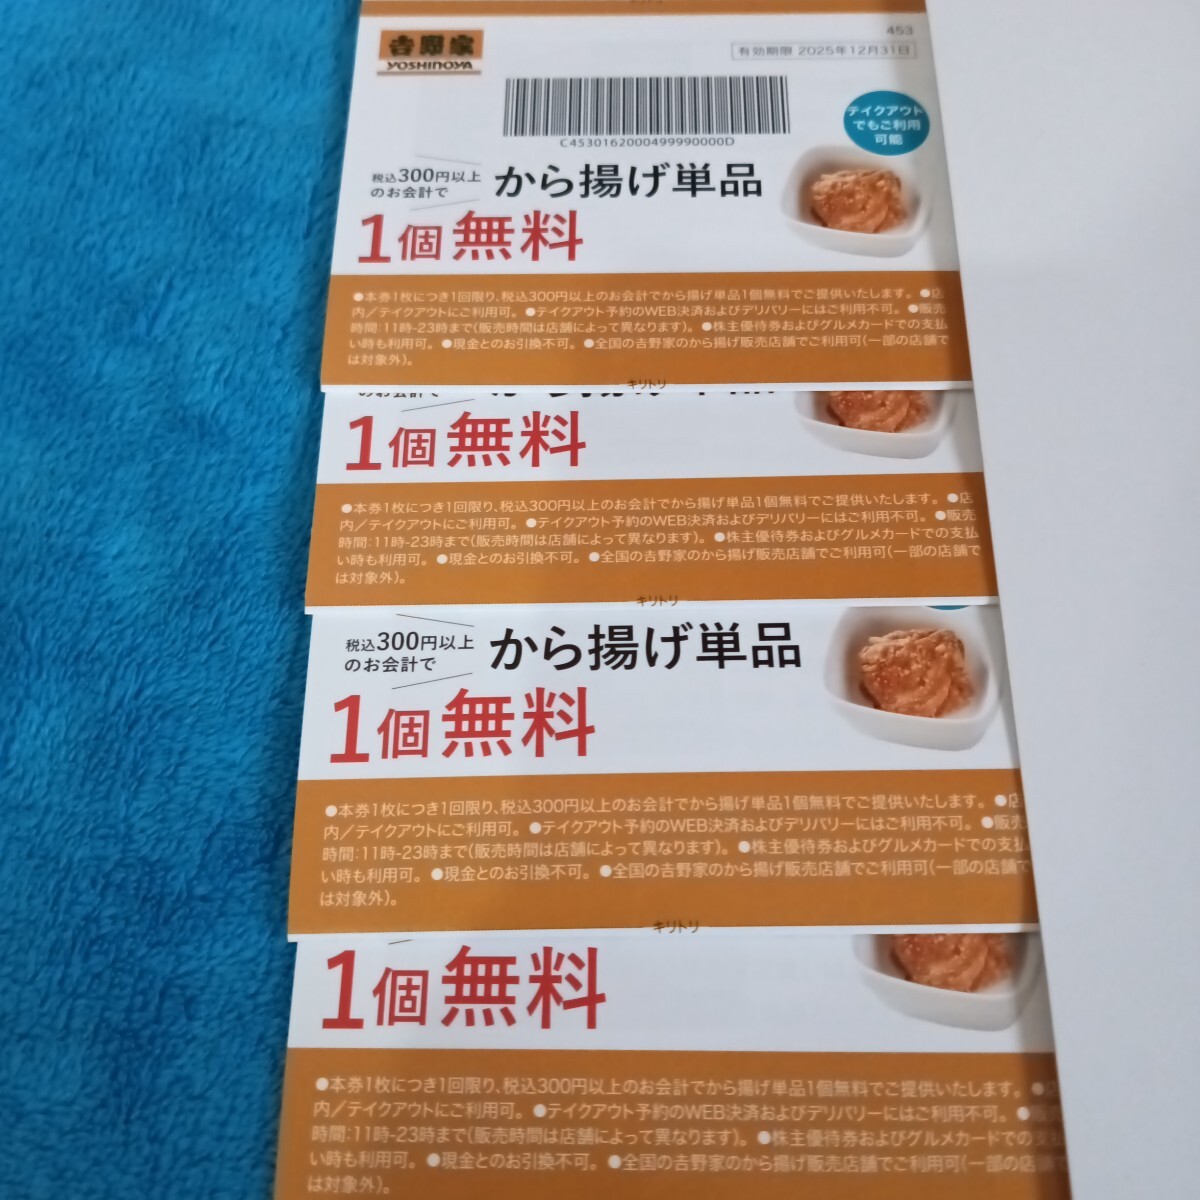 キリトリ
吉野家
YOSHINOYA
453
有効期限 2025年12月31日
C4530162000499990000D
テイクアウト
でもご利用
可能
税込300円以上
のお会計で
から揚げ単品
1個無料
●本券1枚につき1回限り、税込300円以上のお会計でから揚げ単品1個無料でご提供いたします。●店
内/テイクアウトにご利用可。●テイクアウト予約のWEB決済およびデリバリーにはご利用不可。●販売
時間:11時-23時まで(販売時間は店舗によって異なります)。●株主優待券およびグルメカードでの支払
い時も利用可。●現金とのお引換不可。●全国の吉野家のから揚げ販売店舗でご利用可(一部の店舗で
は対象外)。
キリトリ
のお会計で
1個無料
●本券1枚につき1回限り、税込300円以上のお会計でから揚げ単品1個無料でご提供いたします。●店
内/テイクアウトにご利用可。●テイクアウト予約のWEB決済およびデリバリーにはご利用不可。●販売
時間:11時-23時まで(販売時間は店舗によって異なります)。●株主優待券およびグルメカードでの支払
い時も利用可。●現金とのお引換不可。●全国の吉野家のから揚げ販売店舗でご利用可(一部の店舗で
は対象外)。
キリトリ
税込300円以上
のお会計で
から揚げ単品
1個無料
●本券1枚につき1回限り、税込300円以上のお会計でから揚げ単品1個無料でご提供いたします。●店
内/テイクアウトにご利用可。●テイクアウト予約のWEB決済およびデリバリーにはご利用不可。●販売
時間:11時-23時まで(販売時間は店舗によって異なります)。●株主優待券およびグルメカードでの支払
い時も利用可。●現金とのお引換不可。●全国の吉野家のから揚げ販売店舗でご利用可(一部の店舗で
は対象外)。
キリトリ
1個無料
●本券1枚につき1回限り、税込300円以上のお会計でから揚げ単品1個無料でご提供いたします。●店
内/テイクアウトにご利用可。●テイクアウト予約のWEB決済およびデリバリーにはご利用不可。●販売
時間:11時-23時まで(販売時間は店舗によって異なります)。●株主優待券およびグルメカードでの支払
い時も利用可。●現金とのお引換不可。●全国の吉野家のから揚げ販売店舗でご利用可(一部の店舗で
は対象外)。